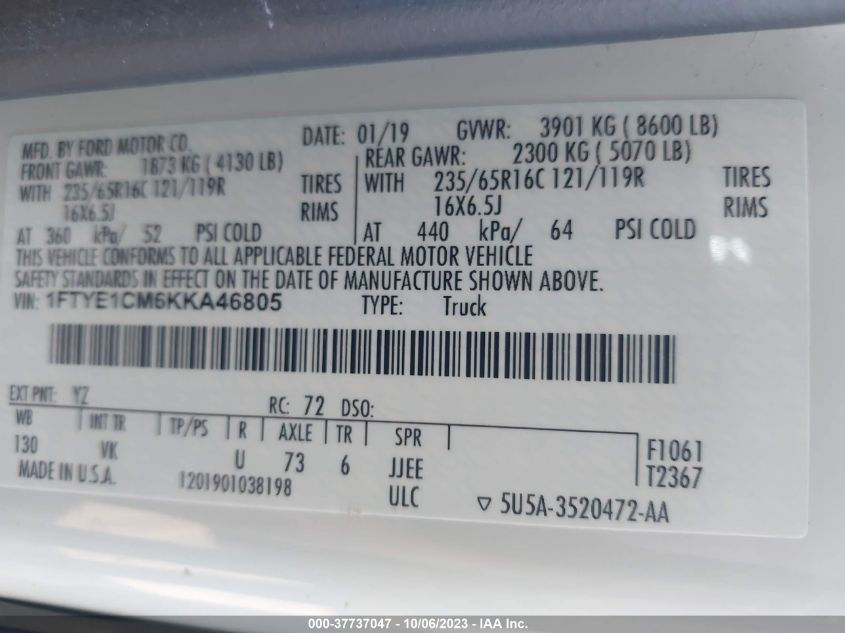 MFD. BY FORD MOTOR CO.
DATE: 01/19 GVWR: 3901 KG ( 8600 LB)
FRONT GAWR: 1873 KG ( 4130 LB)
WITH 235/65R16C 121/119R TIRES
16X6.5J RIMS
AT 360 kPa/ 52 PSI COLD
REAR GAWR: 2300 KG ( 5070 LB)
WITH 235/65R16C 121/119R TIRES
16X6.5J RIMS
AT 440 kPa/ 64 PSI COLD
THIS VEHICLE CONFORMS TO ALL APPLICABLE FEDERAL MOTOR VEHICLE
SAFETY STANDARDS IN EFFECT ON THE DATE OF MANUFACTURE SHOWN ABOVE.
VIN: 1FTYE1CM6KKA46805 TYPE: Truck
EXT PNT: YZ RC: 72 DSO:
WB INT TR TP/PS R AXLE TR SPR
130 VK U 73 6 JJEE F1061
MADE IN U.S.A. 1201901038198 ULC T2367
▽ 5U5A-3520472-AA
000-37737047 - 10/06/2023 - IAA Inc.